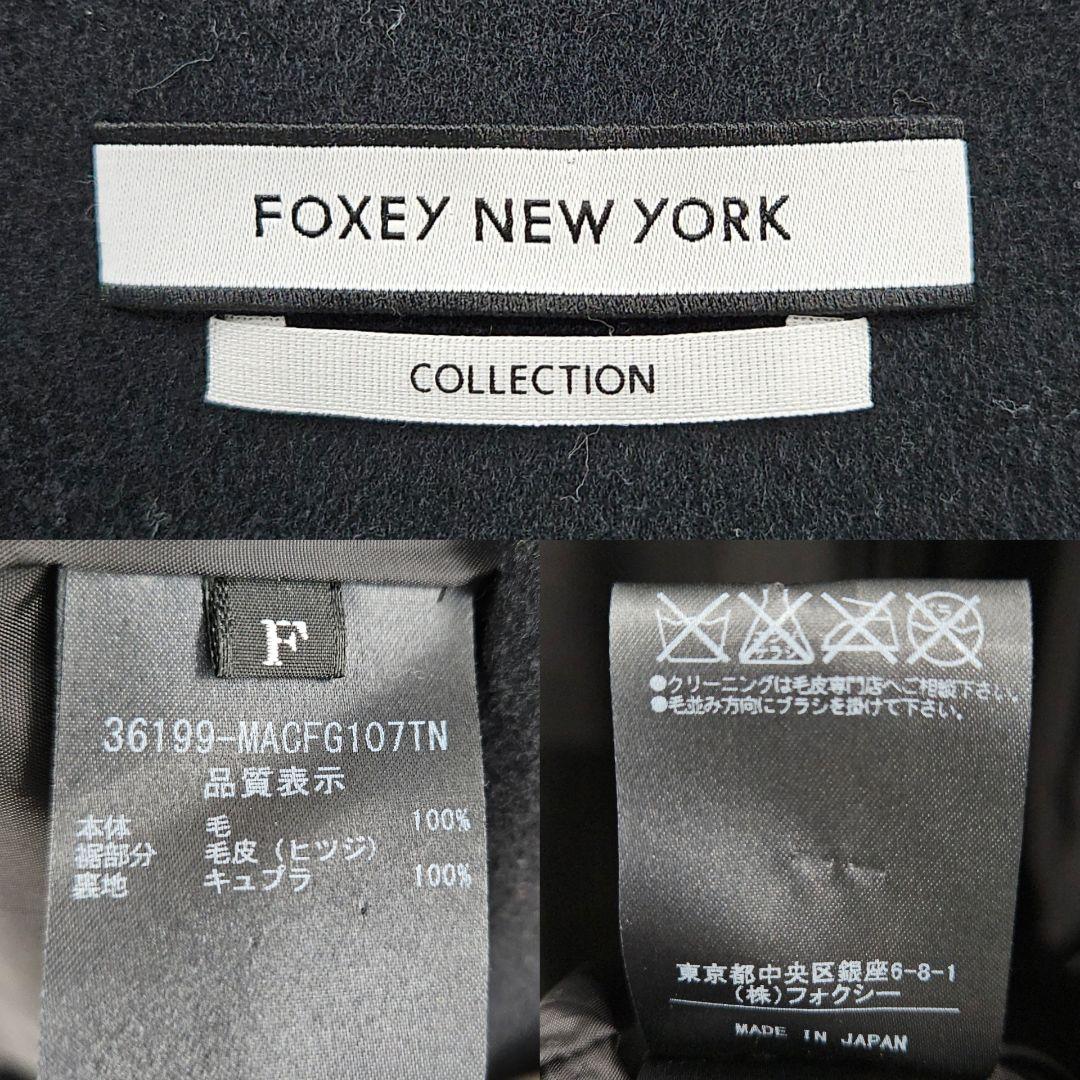 FOXEY NEW YORK
COLLECTION
F
36199-MACFG107TN
品質表示
本体 毛 100%
裾部分 毛皮(ヒツジ)
裏地 キュプラ 100%
ドライ
●クリーニングは毛皮専門店へご相談下さい。
●毛並み方向にブラシを掛けて下さい。
東京都中央区銀座6-8-1
(株)フォクシー
MADE IN JAPAN